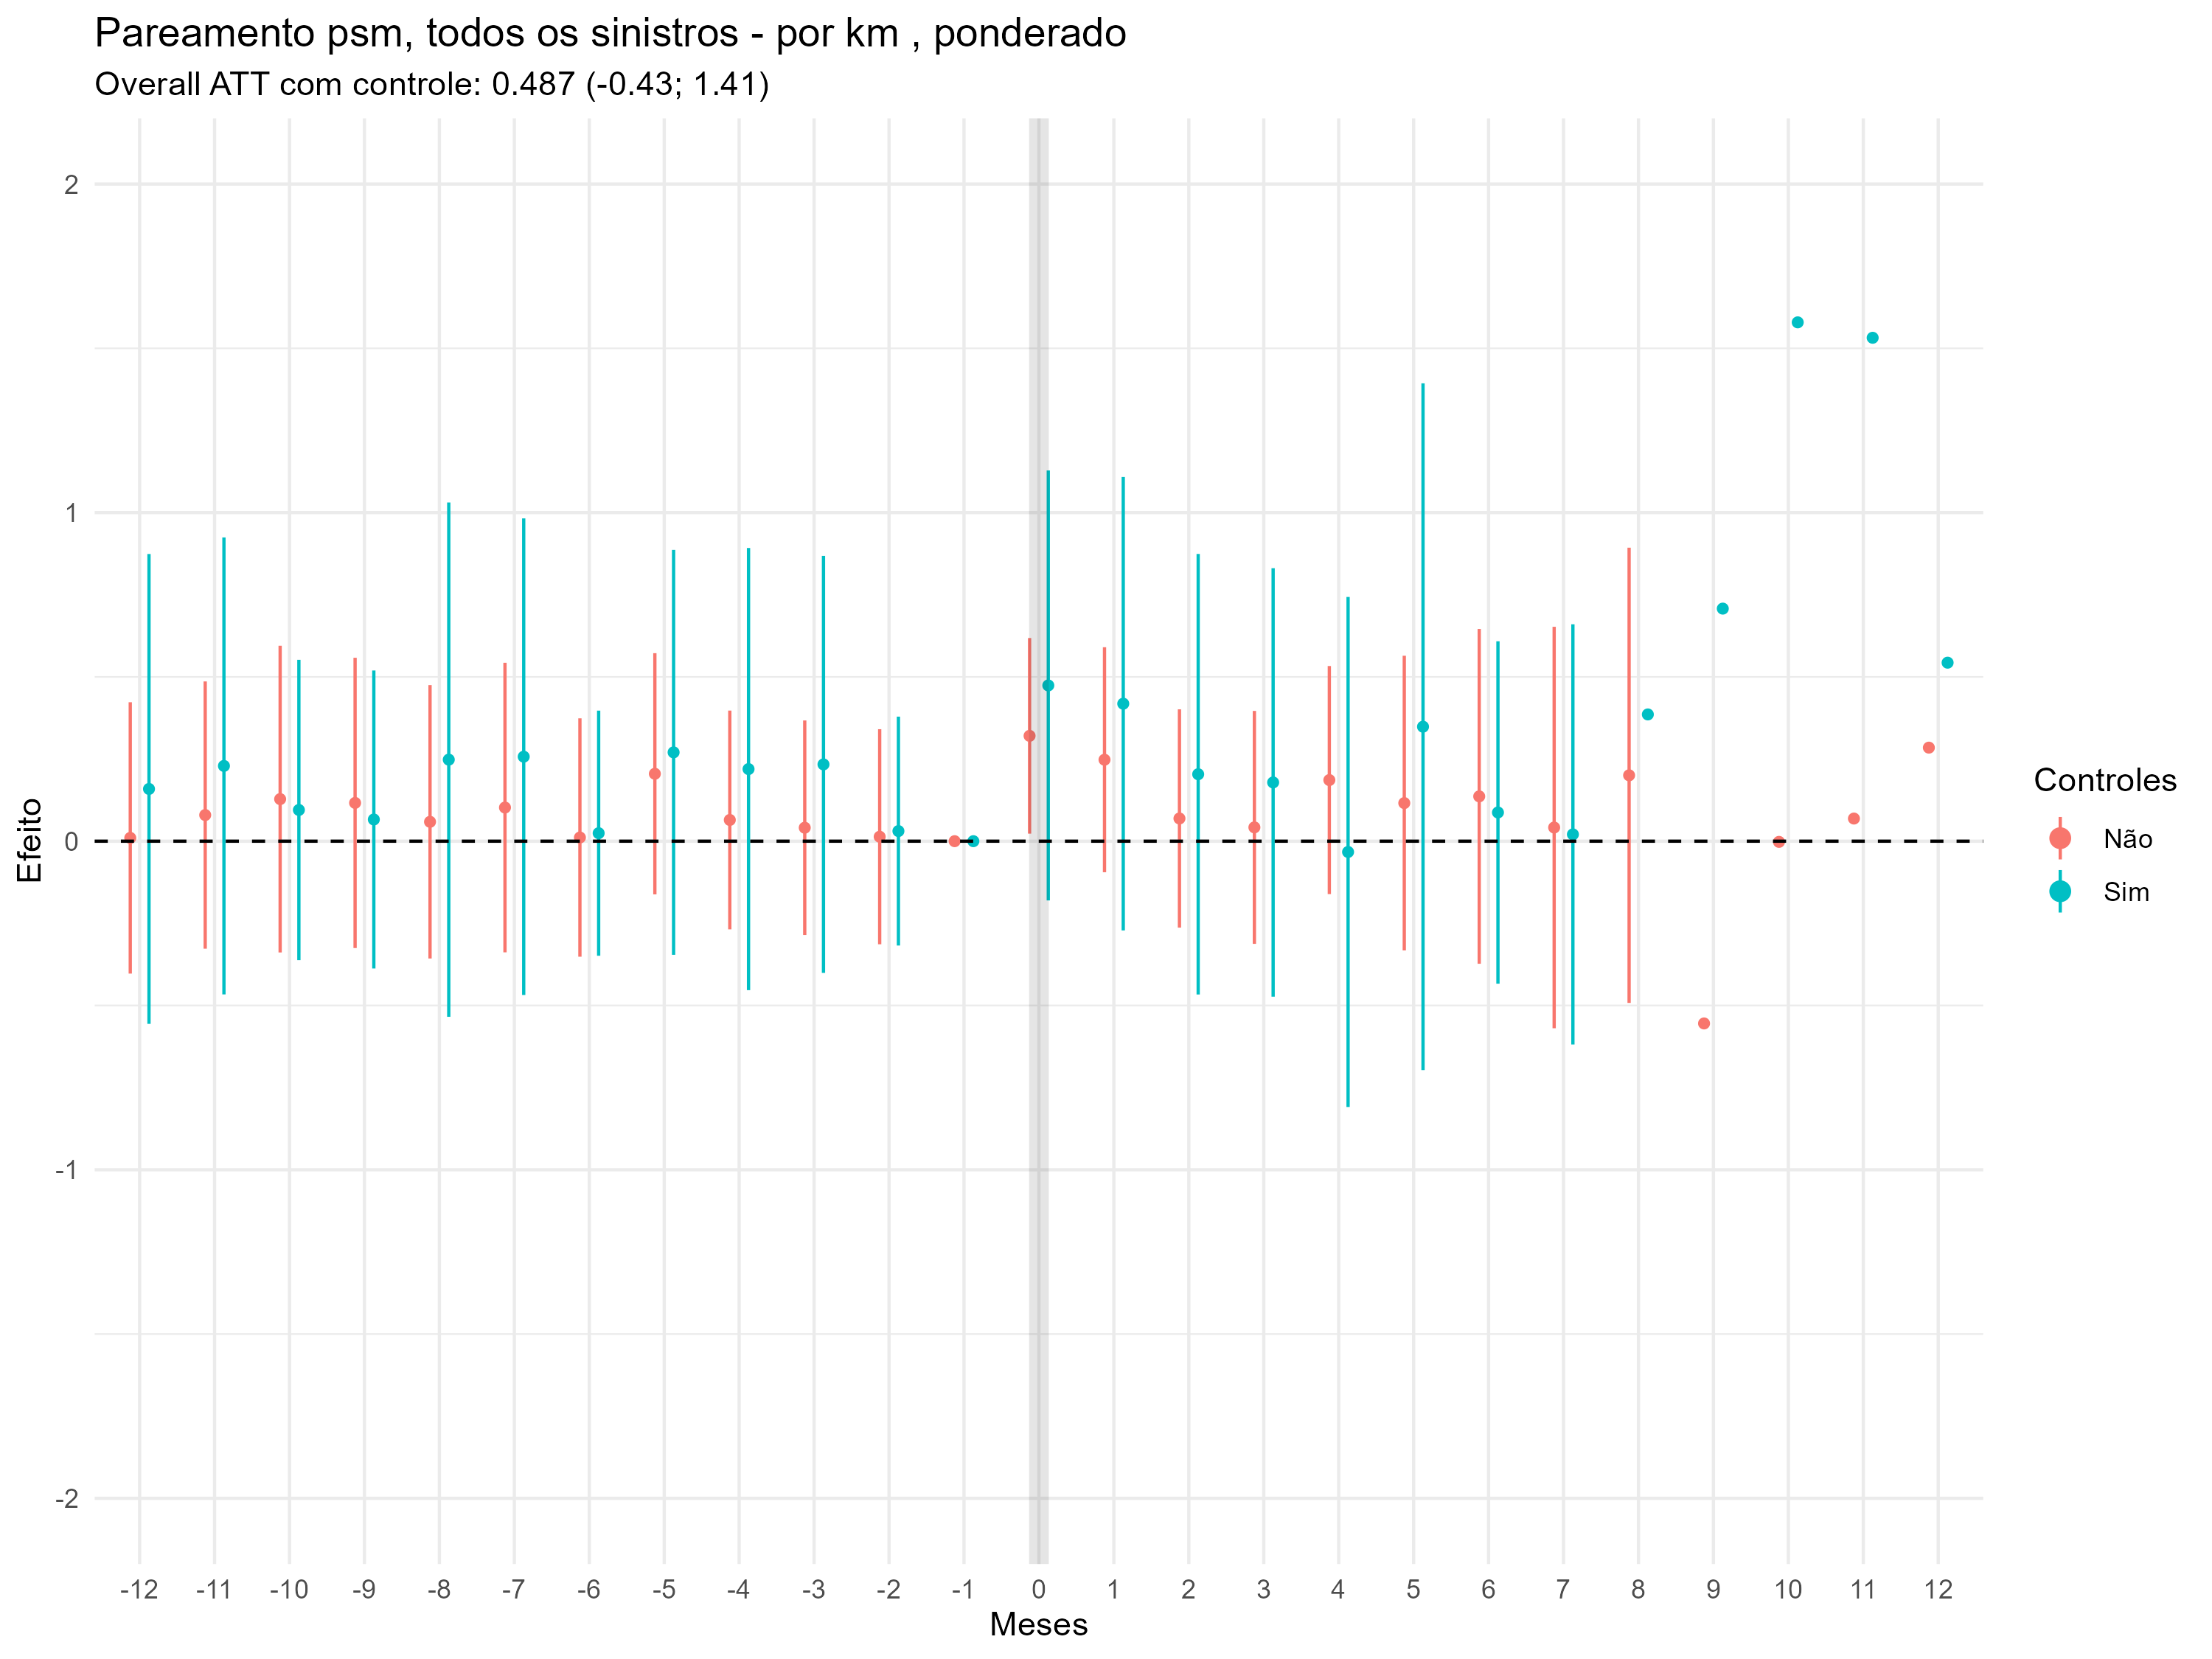 Pareamento psm, todos os sinistros - por km , ponderado
Overall ATT com controle: 0.487 (-0.43; 1.41)
2
1
0
-1
-2
Efeito
-12 -11 -10 -9 -8 -7 -6 -5 -4 -3 -2 -1 0 1 2 3 4 5 6 7 8 9 10 11 12
Meses
Controles
Não
Sim